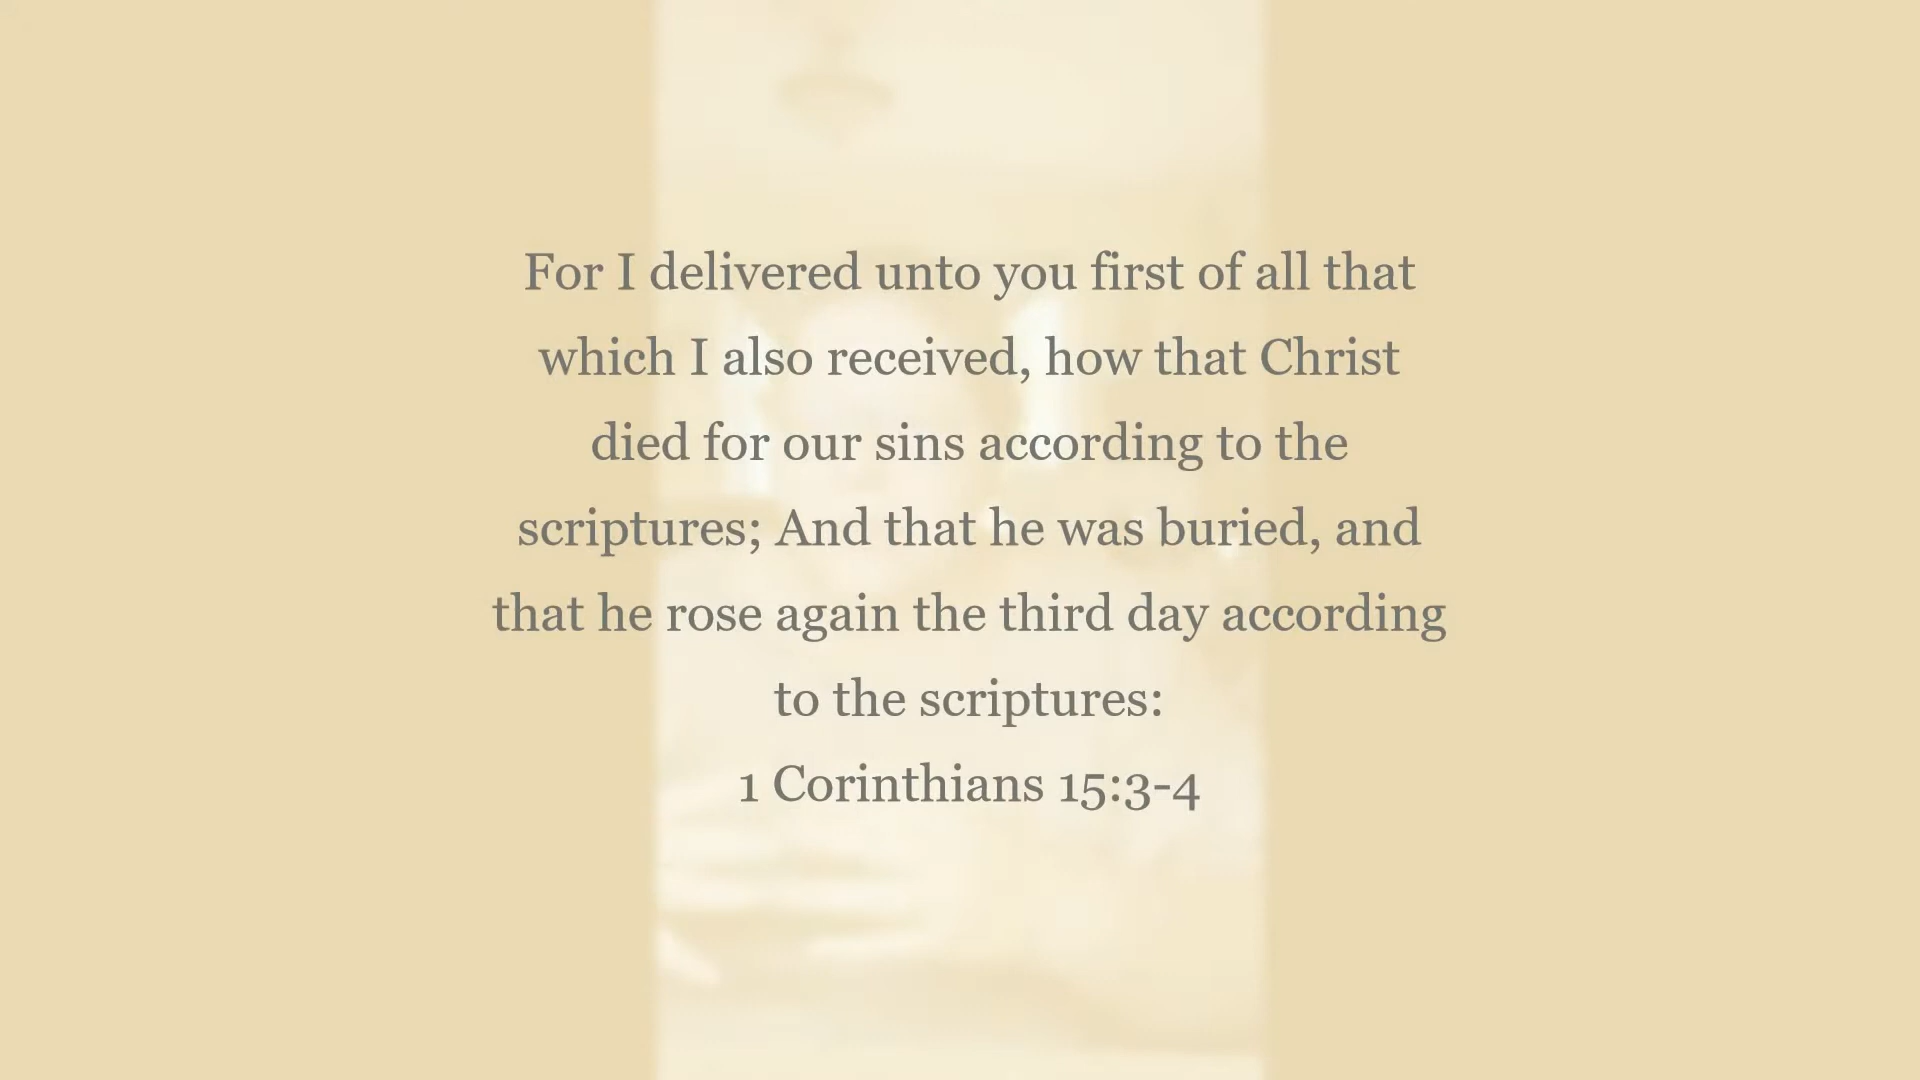 For I delivered unto you first of all that
which I also received, how that Christ
died for our sins according to the
scriptures; And that he was buried, and
that he rose again the third day according
to the scriptures:
1 Corinthians 15:3-4